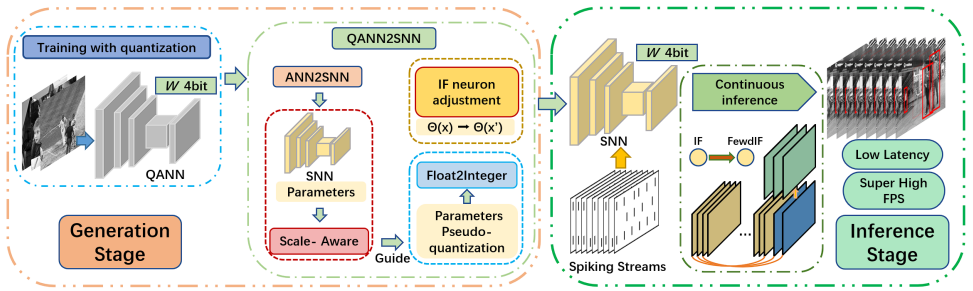 Training with quantization
W 4bit
QANN
Generation
Stage
QANN2SNN
ANN2SNN
SNN
Parameters
Scale- Aware
Guide
IF neuron
adjustment
Θ(x) → Θ(x')
Float2Integer
Parameters
Pseudo-
quantization
W 4bit
SNN
Spiking Streams
Continuous
inference
IF
FewdIF
...
Low Latency
Super High
FPS
Inference
Stage